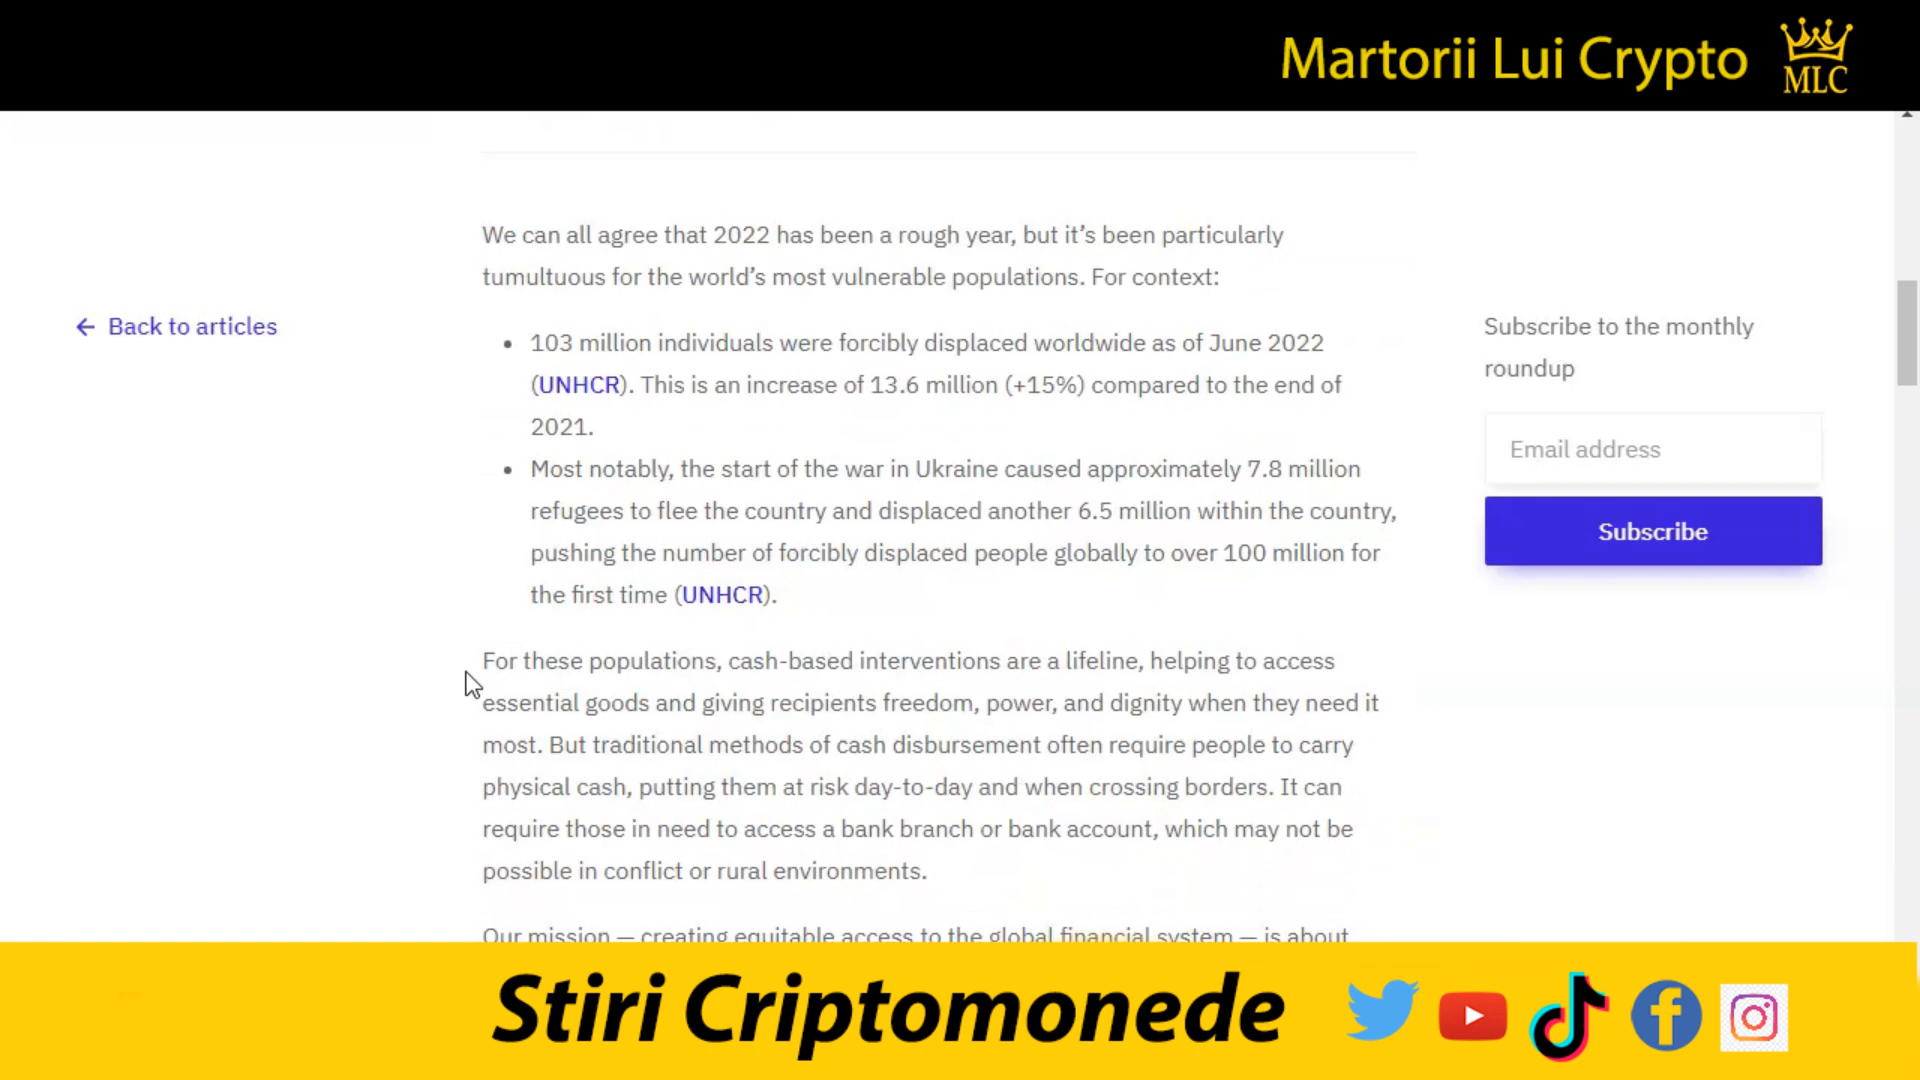 Martorii Lui Crypto
MLC
We can all agree that 2022 has been a rough year, but it’s been particularly
tumultuous for the world’s most vulnerable populations. For context:
← Back to articles
• 103 million individuals were forcibly displaced worldwide as of June 2022
(UNHCR). This is an increase of 13.6 million (+15%) compared to the end of
2021.
• Most notably, the start of the war in Ukraine caused approximately 7.8 million
refugees to flee the country and displaced another 6.5 million within the country,
pushing the number of forcibly displaced people globally to over 100 million for
the first time (UNHCR).
For these populations, cash-based interventions are a lifeline, helping to access
essential goods and giving recipients freedom, power, and dignity when they need it
most. But traditional methods of cash disbursement often require people to carry
physical cash, putting them at risk day-to-day and when crossing borders. It can
require those in need to access a bank branch or bank account, which may not be
possible in conflict or rural environments.
Our mission — creating equitable access to the global financial system — is about
Subscribe to the monthly
roundup
Email address
Subscribe
Stiri Criptomonede